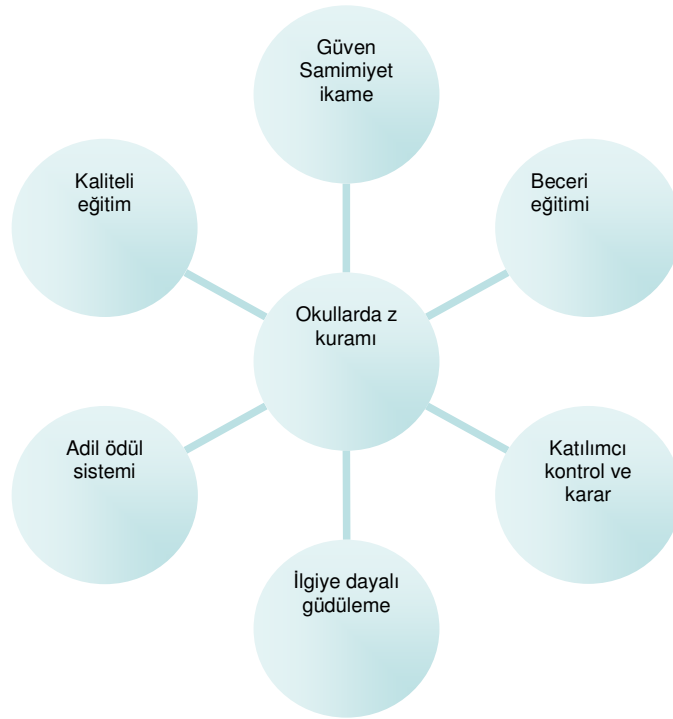 Güven
Samimiyet
ikame
Kaliteli
eğitim
Beceri
eğitimi
Okullarda z
kuramı
Adil ödül
sistemi
Katılımcı
kontrol ve
karar
İlgiye dayalı
güdüleme